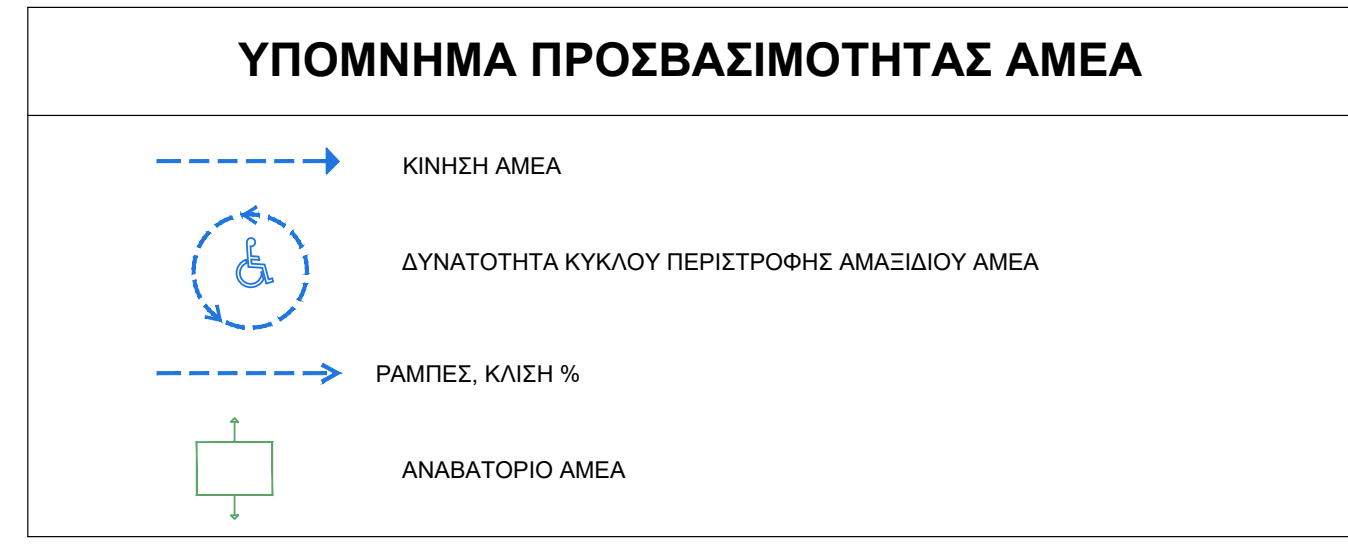 ΥΠΟΜΝΗΜΑ ΠΡΟΣΒΑΣΙΜΟΤΗΤΑΣ ΑΜΕΑ
ΚΙΝΗΣΗ ΑΜΕΑ
ΔΥΝΑΤΟΤΗΤΑ ΚΥΚΛΟΥ ΠΕΡΙΣΤΡΟΦΗΣ ΑΜΑΞΙΔΙΟΥ ΑΜΕΑ
ΡΑΜΠΕΣ, ΚΛΙΣΗ %
ΑΝΑΒΑΤΟΡΙΟ ΑΜΕΑ